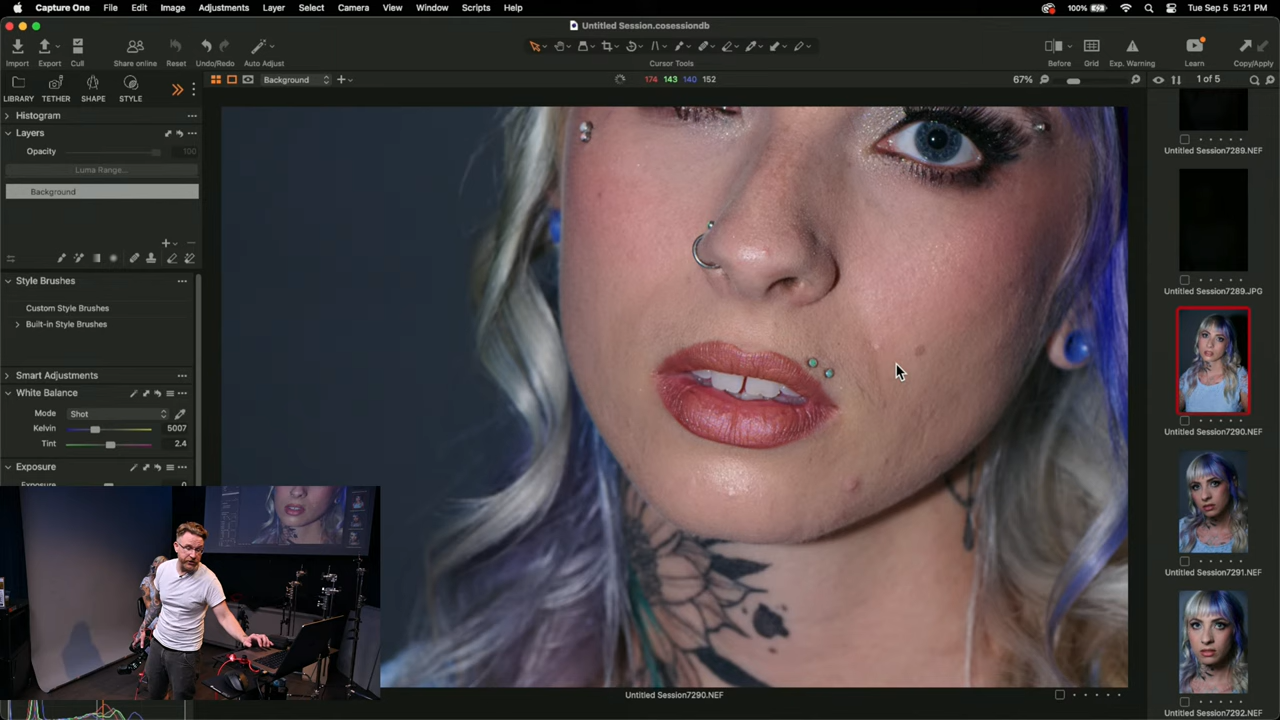 Capture One File Edit Image Adjustments Layer Select Camera View Window Scripts Help 100% Tue Sep 5 5:21 PM
Untitled Session.cosessiondb
Import Export Cull Share online Reset Undo/Redo Auto Adjust Cursor Tools Before Grid Exp. Warning Learn Copy/Apply
Background 174 143 140 152 67% 1 of 5
LIBRARY TETHER SHAPE STYLE
Histogram
Layers
Opacity 100
Luma Range...
Background
Style Brushes
Custom Style Brushes
Built-in Style Brushes
Smart Adjustments
White Balance
Mode Shot
Kelvin 5007
Tint 2.4
Exposure
Exposure 0
Untitled Session7290.NEF
Untitled Session7289.NEF
Untitled Session7289.JPG
Untitled Session7290.NEF
Untitled Session7291.NEF
Untitled Session7292.NEF